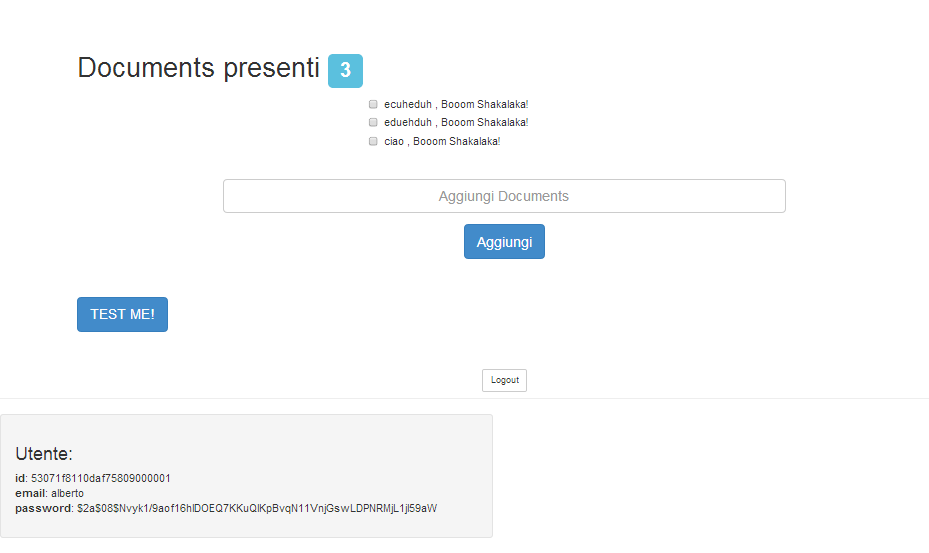 Documents presenti 3
ecuheduh , Booom Shakalaka!
eduehduh , Booom Shakalaka!
ciao , Booom Shakalaka!
Aggiungi Documents
Aggiungi
TEST ME!
Logout
Utente:
id: 53071f8110daf75809000001
email: alberto
password: $2a$08$Nvyk1/9aof16hIDOEQ7KKuQIKpBvqN11VnjGswLDPNRMjL1jl59aW